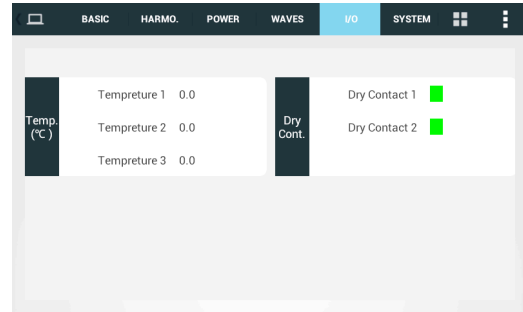 BASIC HARMO. POWER WAVES I/O SYSTEM
Temp.
(℃ )
Tempreture 1 0.0
Tempreture 2 0.0
Tempreture 3 0.0
Dry
Cont.
Dry Contact 1
Dry Contact 2